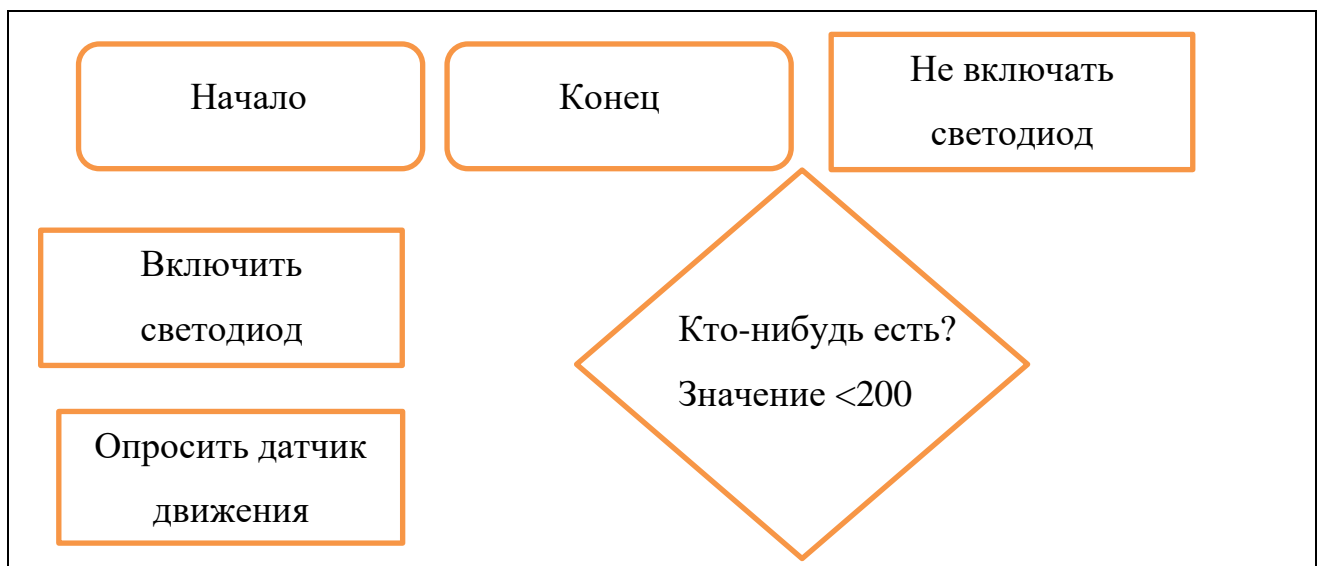 Начало
Конец
Не включать
светодиод
Включить
светодиод
Кто-нибудь есть?
Значение <200
Опросить датчик
движения